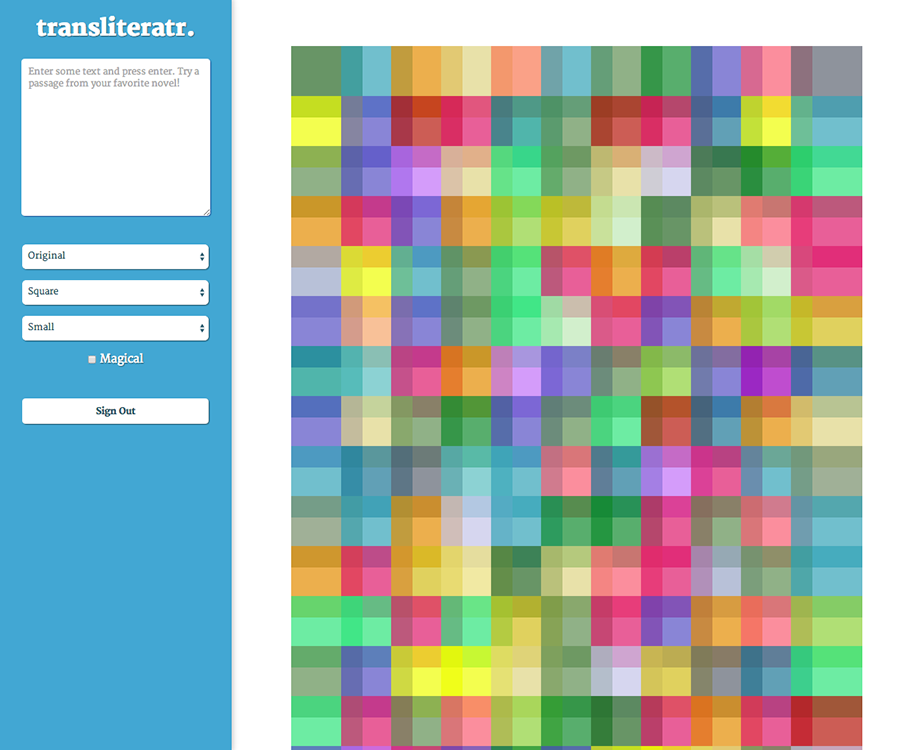 transliteratr.
Enter some text and press enter. Try a
passage from your favorite novel!
Original
Square
Small
Magical
Sign Out